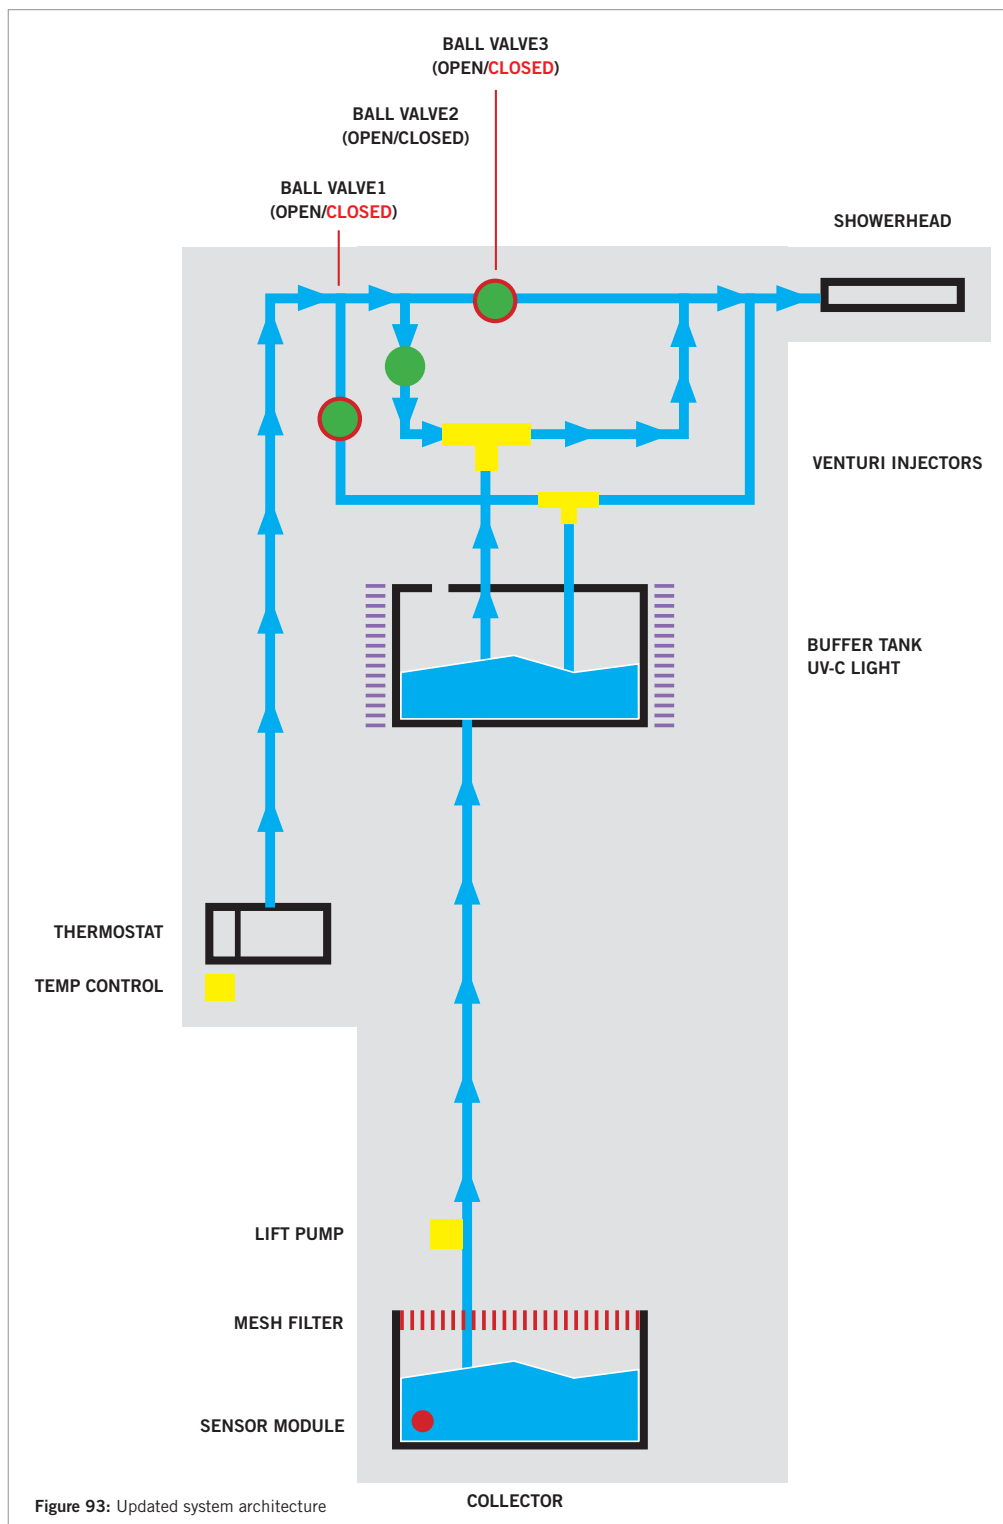 BALL VALVE3
(OPEN/CLOSED)
BALL VALVE2
(OPEN/CLOSED)
BALL VALVE1
(OPEN/CLOSED)
SHOWERHEAD
VENTURI INJECTORS
BUFFER TANK
UV-C LIGHT
THERMOSTAT
TEMP CONTROL
LIFT PUMP
MESH FILTER
SENSOR MODULE
COLLECTOR
Figure 93: Updated system architecture